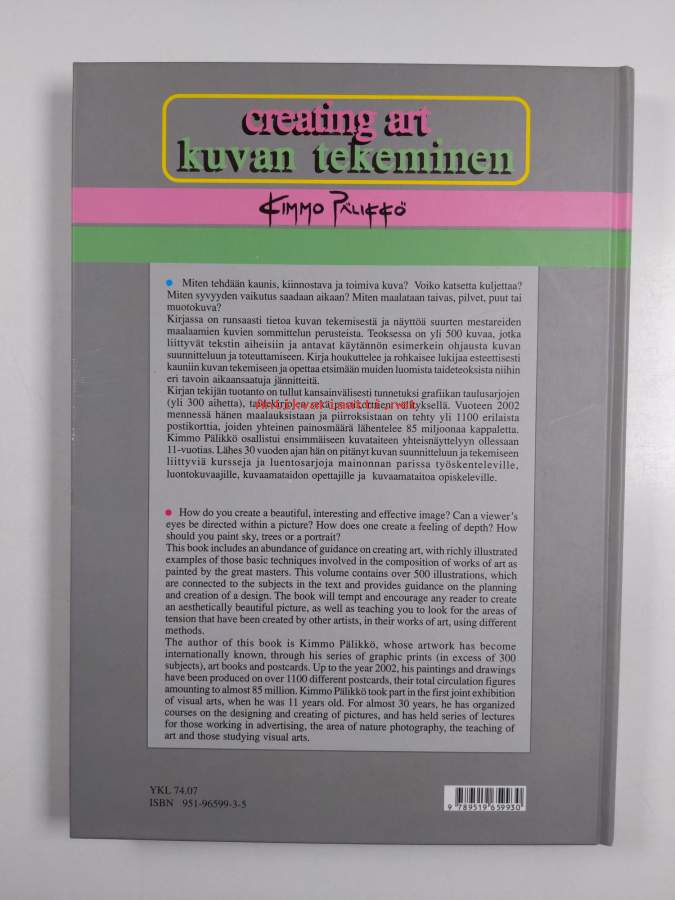 creating art
kuvan tekeminen
KIMMO PÄLIKKÖ
• Miten tehdään kaunis, kiinnostava ja toimiva kuva? Voiko katsetta kuljettaa?
Miten syvyyden vaikutus saadaan aikaan? Miten maalataan taivas, pilvet, puut tai
muotokuva?
Kirjassa on runsaasti tietoa kuvan tekemisestä ja näyttöä suurten mestareiden
maalaamien kuvien sommittelun perusteista. Teoksessa on yli 500 kuvaa, jotka
liittyvät tekstin aiheisiin ja antavat käytännön esimerkein ohjausta kuvan
suunnitteluun ja toteuttamiseen. Kirja houkuttelee ja rohkaisee lukijaa esteettisesti
kauniin kuvan tekemiseen ja opettaa etsimään muiden luomista taideteoksista niihin
eri tavoin aikaansaatuja jännitteitä.
Kirjan tekijän tuotanto on tullut kansainvälisesti tunnetuksi grafiikan taulusarjojen
(yli 300 aihetta), taidekirjojen sekä postikorttien välityksellä. Vuoteen 2002
Antikvariaatti.net
mennessä hänen maalauksistaan ja piirroksistaan on tehty yli 1100 erilaista
postikorttia, joiden yhteinen painosmäärä lähentelee 85 miljoonaa kappaletta.
Kimmo Pälikkö osallistui ensimmäiseen kuvataiteen yhteisnäyttelyyn ollessaan
11-vuotias. Lähes 30 vuoden ajan hän on pitänyt kuvan suunnitteluun ja tekemiseen
liittyviä kursseja ja luentosarjoja mainonnan parissa työskenteleville,
luontokuvaajille, kuvaamataidon opettajille ja kuvaamataitoa opiskeleville.
• How do you create a beautiful, interesting and effective image? Can a viewer's
eyes be directed within a picture? How does one create a feeling of depth? How
should you paint sky, trees or a portrait?
This book includes an abundance of guidance on creating art, with richly illustrated
examples of those basic techniques involved in the composition of works of art as
painted by the great masters. This volume contains over 500 illustrations, which
are connected to the subjects in the text and provides guidance on the planning
and creation of a design. The book will tempt and encourage any reader to create
an aesthetically beautiful picture, as well as teaching you to look for the areas of
tension that have been created by other artists, in their works of art, using different
methods.
The author of this book is Kimmo Pälikkö, whose artwork has become
internationally known, through his series of graphic prints (in excess of 300
subjects), art books and postcards. Up to the year 2002, his paintings and drawings
have been produced on over 1100 different postcards, their total circulation figures
amounting to almost 85 million. Kimmo Pälikkö took part in the first joint exhibition
of visual arts, when he was 11 years old. For almost 30 years, he has organized
courses on the designing and creating of pictures, and has held series of lectures
for those working in advertising, the area of nature photography, the teaching of
art and those studying visual arts.
YKL 74.07
ISBN 951-96599-3-5
9 789519 659930